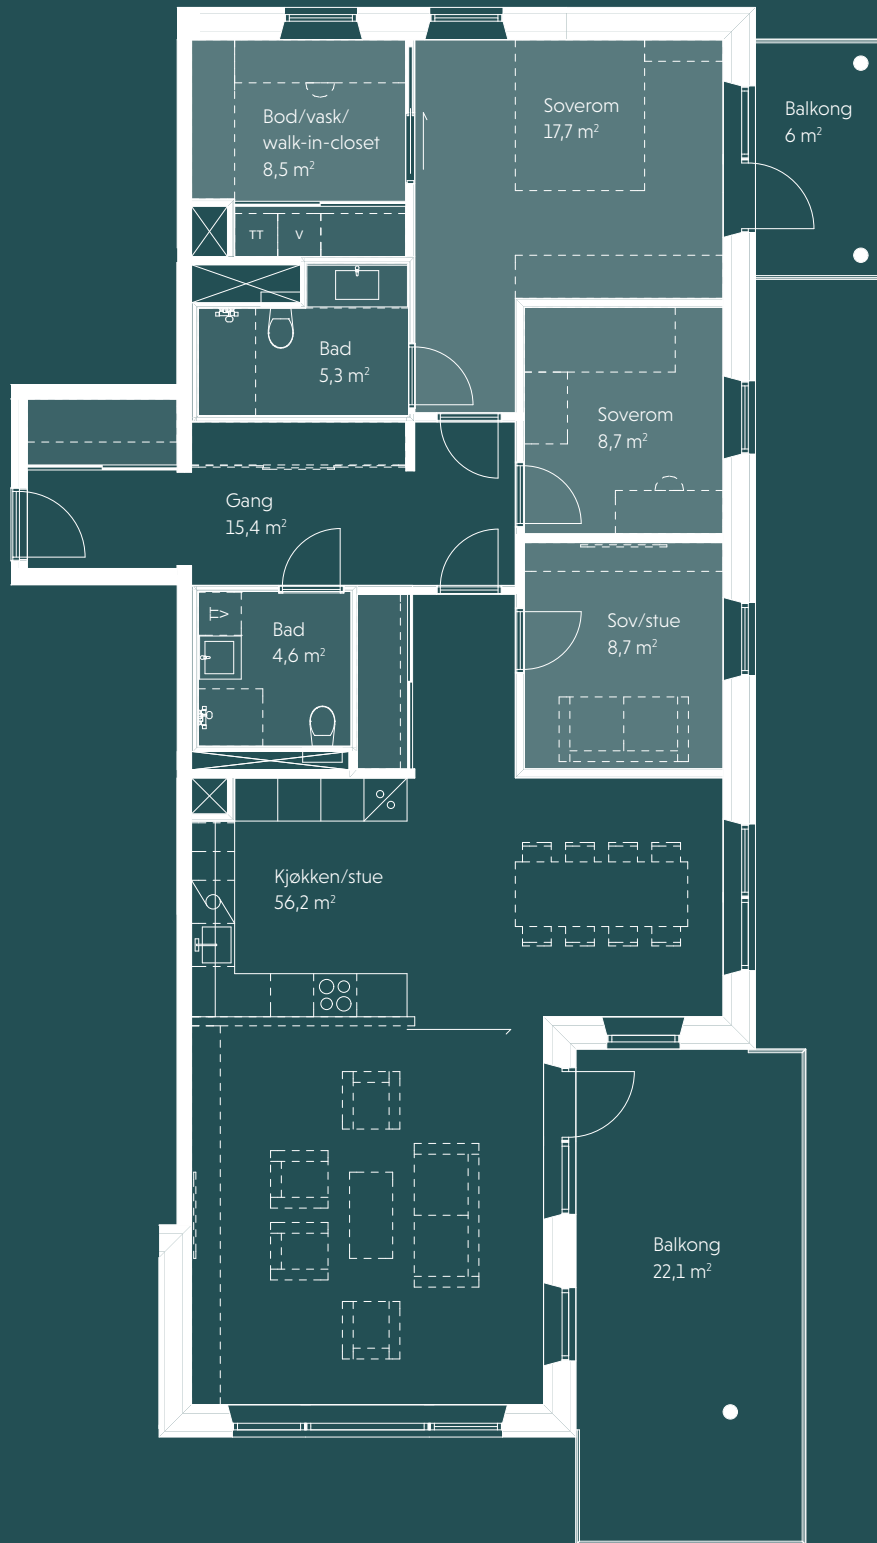 Bod/vask/
walk-in-closet
8,5 m²
Soverom
17,7 m²
Balkong
6 m²
TT
V
Bad
5,3 m²
Soverom
8,7 m²
Gang
15,4 m²
TV
Bad
4,6 m²
Sov/stue
8,7 m²
Kjøkken/stue
56,2 m²
Balkong
22,1 m²